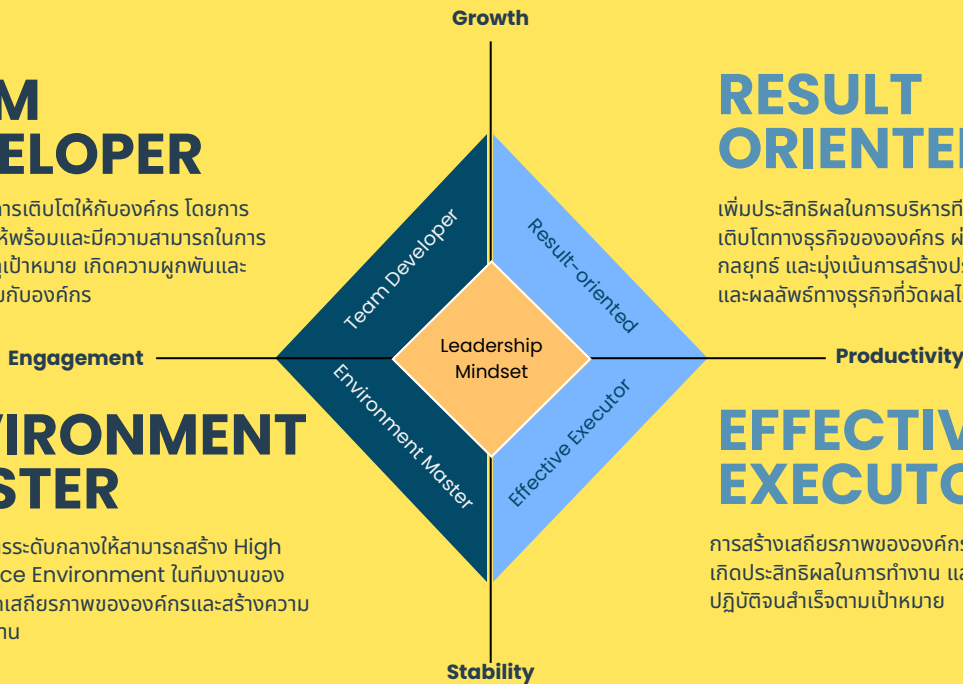 Growth
M
ELOPER
การเติบโตให้กับองค์กร โดยการ
ห้พร้อมและมีความสามารถในการ
เป้าหมาย เกิดความผูกพันและ
กับองค์กร
RESULT
ORIENTE
เพิ่มประสิทธิผลในการบริหารที
เติบโตทางธุรกิจขององค์กร ผ่
กลยุทธ์ และมุ่งเน้นการสร้างปร
และผลลัพธ์ทางธุรกิจที่วัดผลไ
Team Developer
Result-oriented
Leadership
Mindset
Engagement
Productivity
Environment Master
Effective Executor
VIRONMENT
STER
รระดับกลางให้สามารถสร้าง High
ce Environment ในทีมงานของ
เสถียรภาพขององค์กรและสร้างความ
าน
EFFECTIV
EXECUTO
การสร้างเสถียรภาพขององค์กร
เกิดประสิทธิผลในการทำงาน แล
ปฏิบัติจนสำเร็จตามเป้าหมาย
Stability